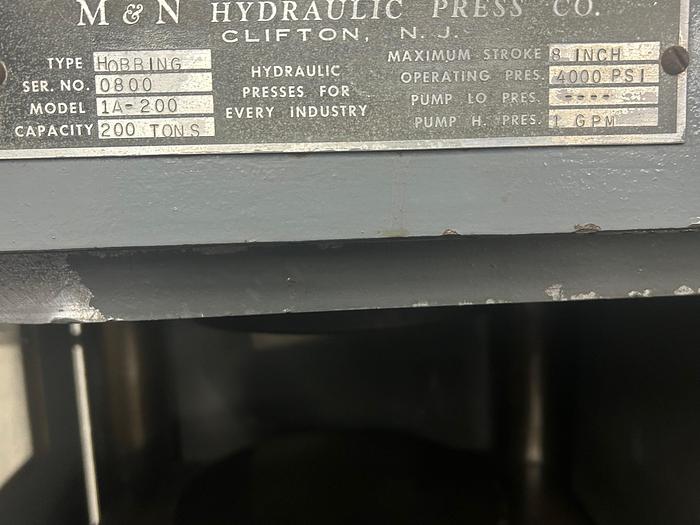 M & N HYDRAULIC PRESS CO.
CLIFTON, N. J.
TYPE HOBBING
SER. NO. 0800
MODEL 1A-200
CAPACITY 200 TONS
HYDRAULIC
PRESSES FOR
EVERY INDUSTRY
MAXIMUM STROKE 8 INCH
OPERATING PRES. 4000 PSI
PUMP LO PRES. ----
PUMP H. PRES. 1 GPM